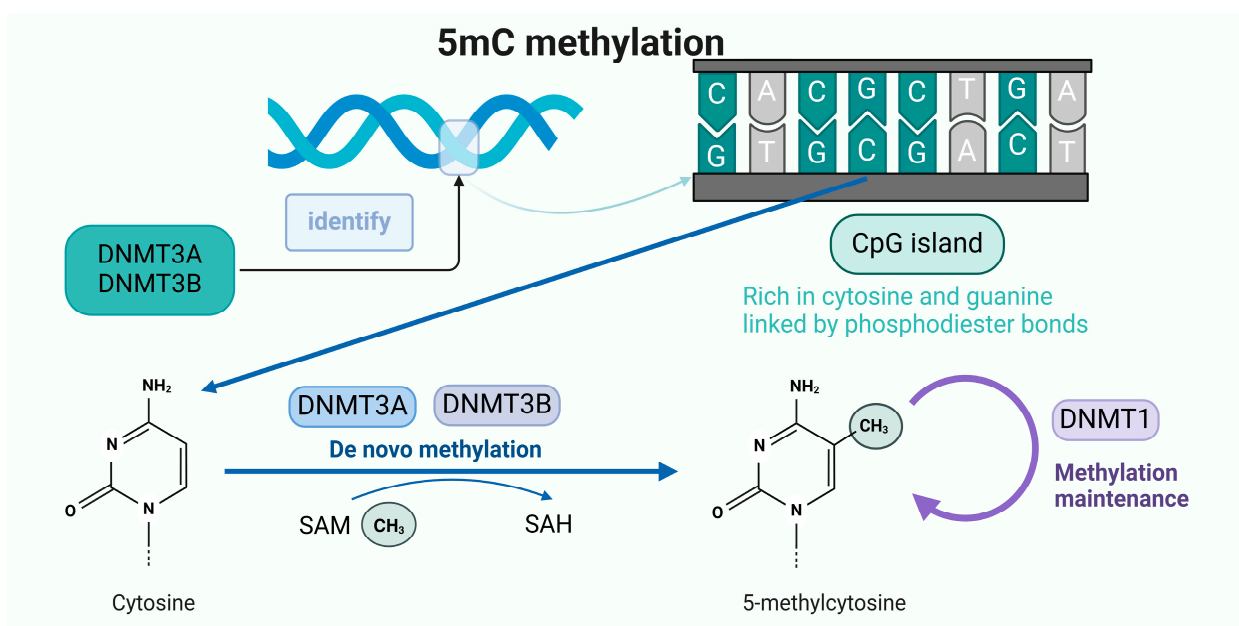 5mC methylation
C A C G C T G A
G T G C G A C T
identify
DNMT3A
DNMT3B
CpG island
Rich in cytosine and guanine
linked by phosphodiester bonds
NH₂
N
O
N
Cytosine
DNMT3A DNMT3B
De novo methylation
SAM CH₃ SAH
NH₂
CH₃
N
O
N
5-methylcytosine
DNMT1
Methylation
maintenance